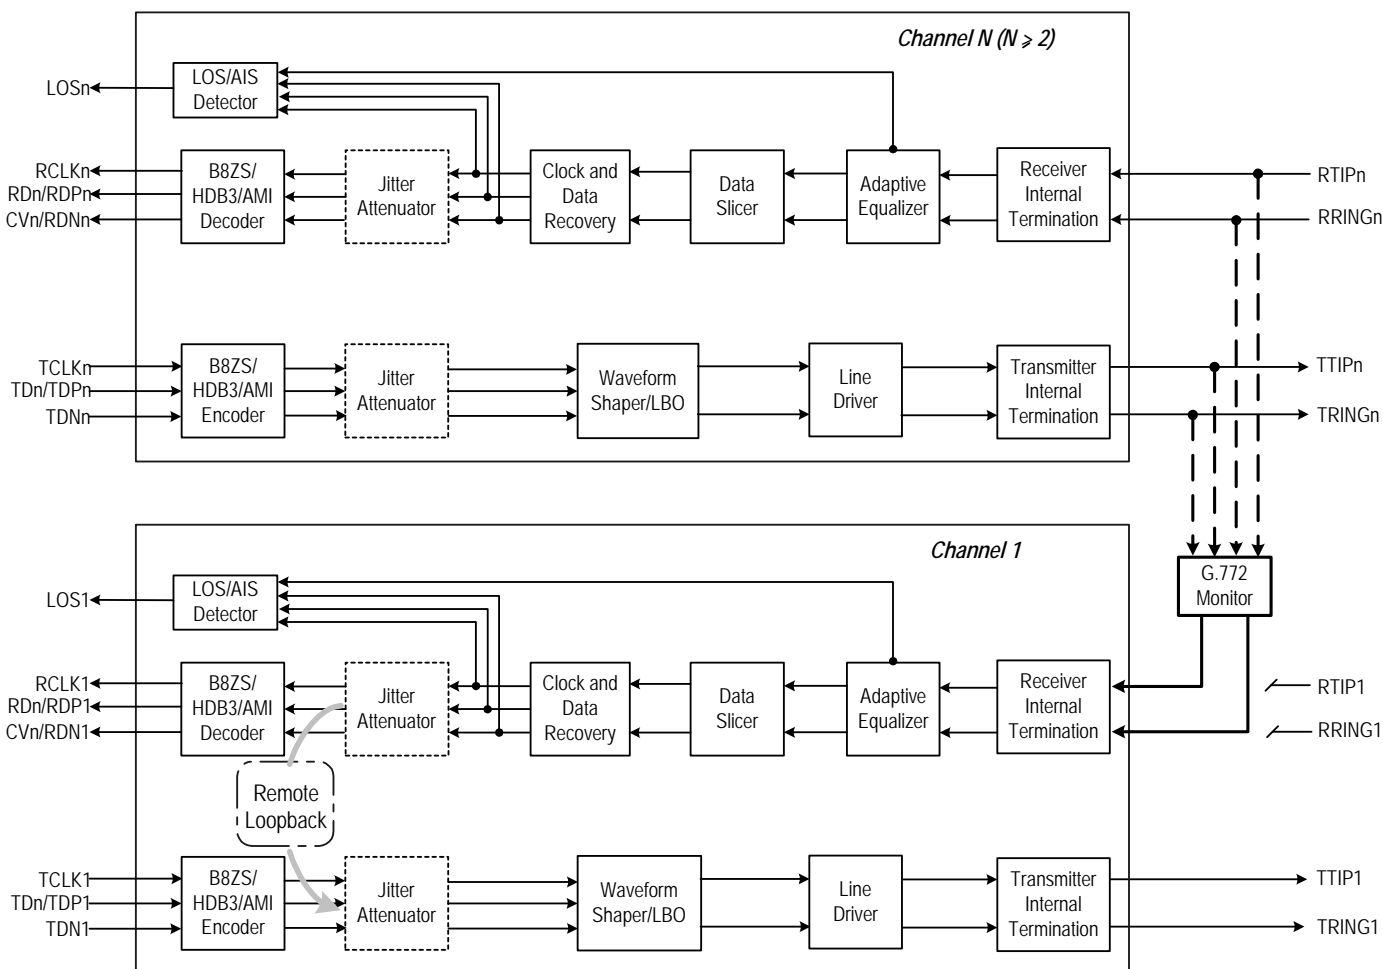 Channel N (N ⩾ 2)
LOSn
LOS/AIS
Detector
RCLKn
RDn/RDPn
CVn/RDNn
B8ZS/
HDB3/AMI
Decoder
Jitter
Attenuator
Clock and
Data
Recovery
Data
Slicer
Adaptive
Equalizer
Receiver
Internal
Termination
RTIPn
RRINGn
TCLKn
TDn/TDPn
TDNn
B8ZS/
HDB3/AMI
Encoder
Jitter
Attenuator
Waveform
Shaper/LBO
Line
Driver
Transmitter
Internal
Termination
TTIPn
TRINGn
Channel 1
G.772
Monitor
LOS1
LOS/AIS
Detector
RCLK1
RDn/RDP1
CVn/RDN1
B8ZS/
HDB3/AMI
Decoder
Jitter
Attenuator
Clock and
Data
Recovery
Data
Slicer
Adaptive
Equalizer
Receiver
Internal
Termination
RTIP1
RRING1
Remote
Loopback
TCLK1
TDn/TDP1
TDN1
B8ZS/
HDB3/AMI
Encoder
Jitter
Attenuator
Waveform
Shaper/LBO
Line
Driver
Transmitter
Internal
Termination
TTIP1
TRING1